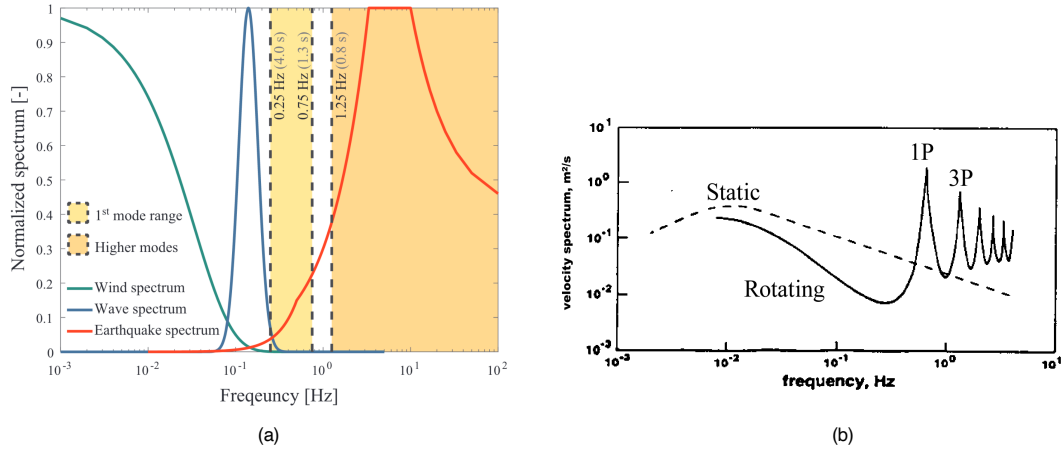 1
0.9
0.8
0.7
0.6
0.5
0.4
0.3
0.2
0.1
0
Normalized spectrum [-]
0.25 Hz (4.0 s)
0.75 Hz (1.3 s)
1.25 Hz (0.8 s)
1st mode range
Higher modes
Wind spectrum
Wave spectrum
Earthquake spectrum
10-3 10-2 10-1 100 101 102
Freqeuncy [Hz]
(a)
velocity spectrum, m²/s
101
100
10-1
10-2
10-3
Static
Rotating
1P
3P
10-3 10-2 10-1 100 101
frequency, Hz
(b)